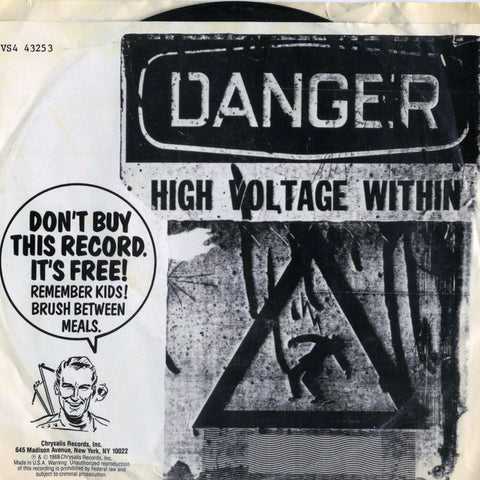 VS4 43253
DANGER
HIGH VOLTAGE WITHIN
DON'T BUY
THIS RECORD.
IT'S FREE!
REMEMBER KIDS!
BRUSH BETWEEN
MEALS.
Chrysalis Records, Inc.
645 Madison Avenue, New York, NY 10022
℗ & © 1988 Chrysalis Records, Inc.
Made in U.S.A. Warning: Unauthorized reproduction
of this recording is prohibited by Federal law and
subject to criminal prosecution.